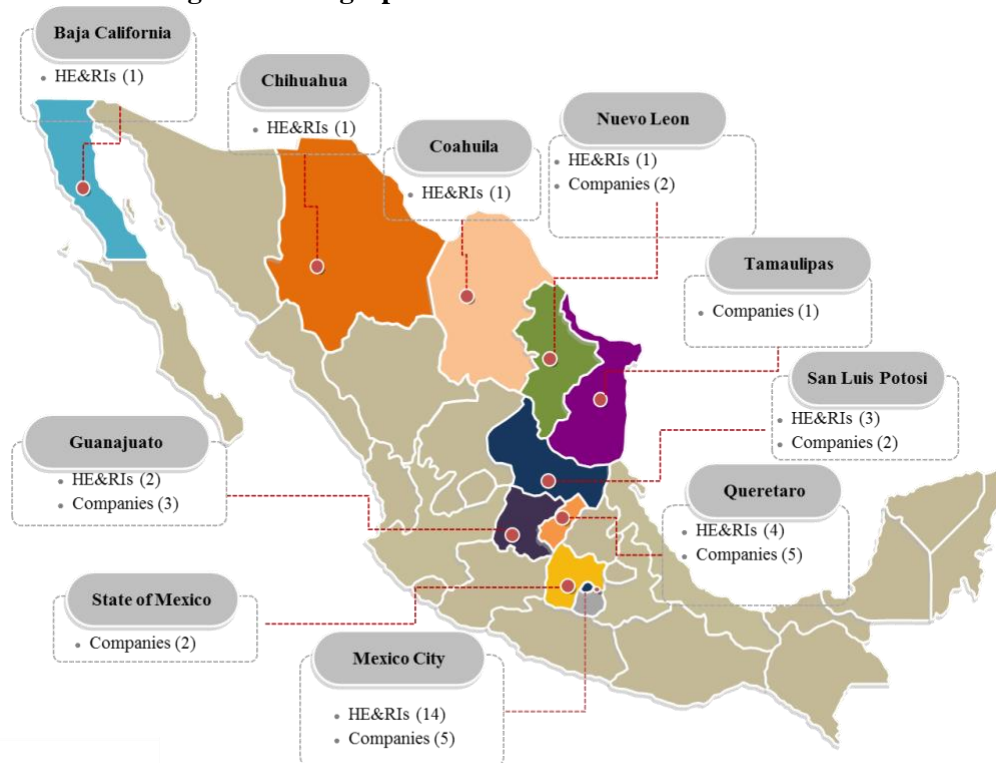 Baja California
• HE&RIs (1)
Chihuahua
• HE&RIs (1)
Coahuila
• HE&RIs (1)
Nuevo Leon
• HE&RIs (1)
• Companies (2)
Tamaulipas
• Companies (1)
San Luis Potosi
• HE&RIs (3)
• Companies (2)
Guanajuato
• HE&RIs (2)
• Companies (3)
Queretaro
• HE&RIs (4)
• Companies (5)
State of Mexico
• Companies (2)
Mexico City
• HE&RIs (14)
• Companies (5)